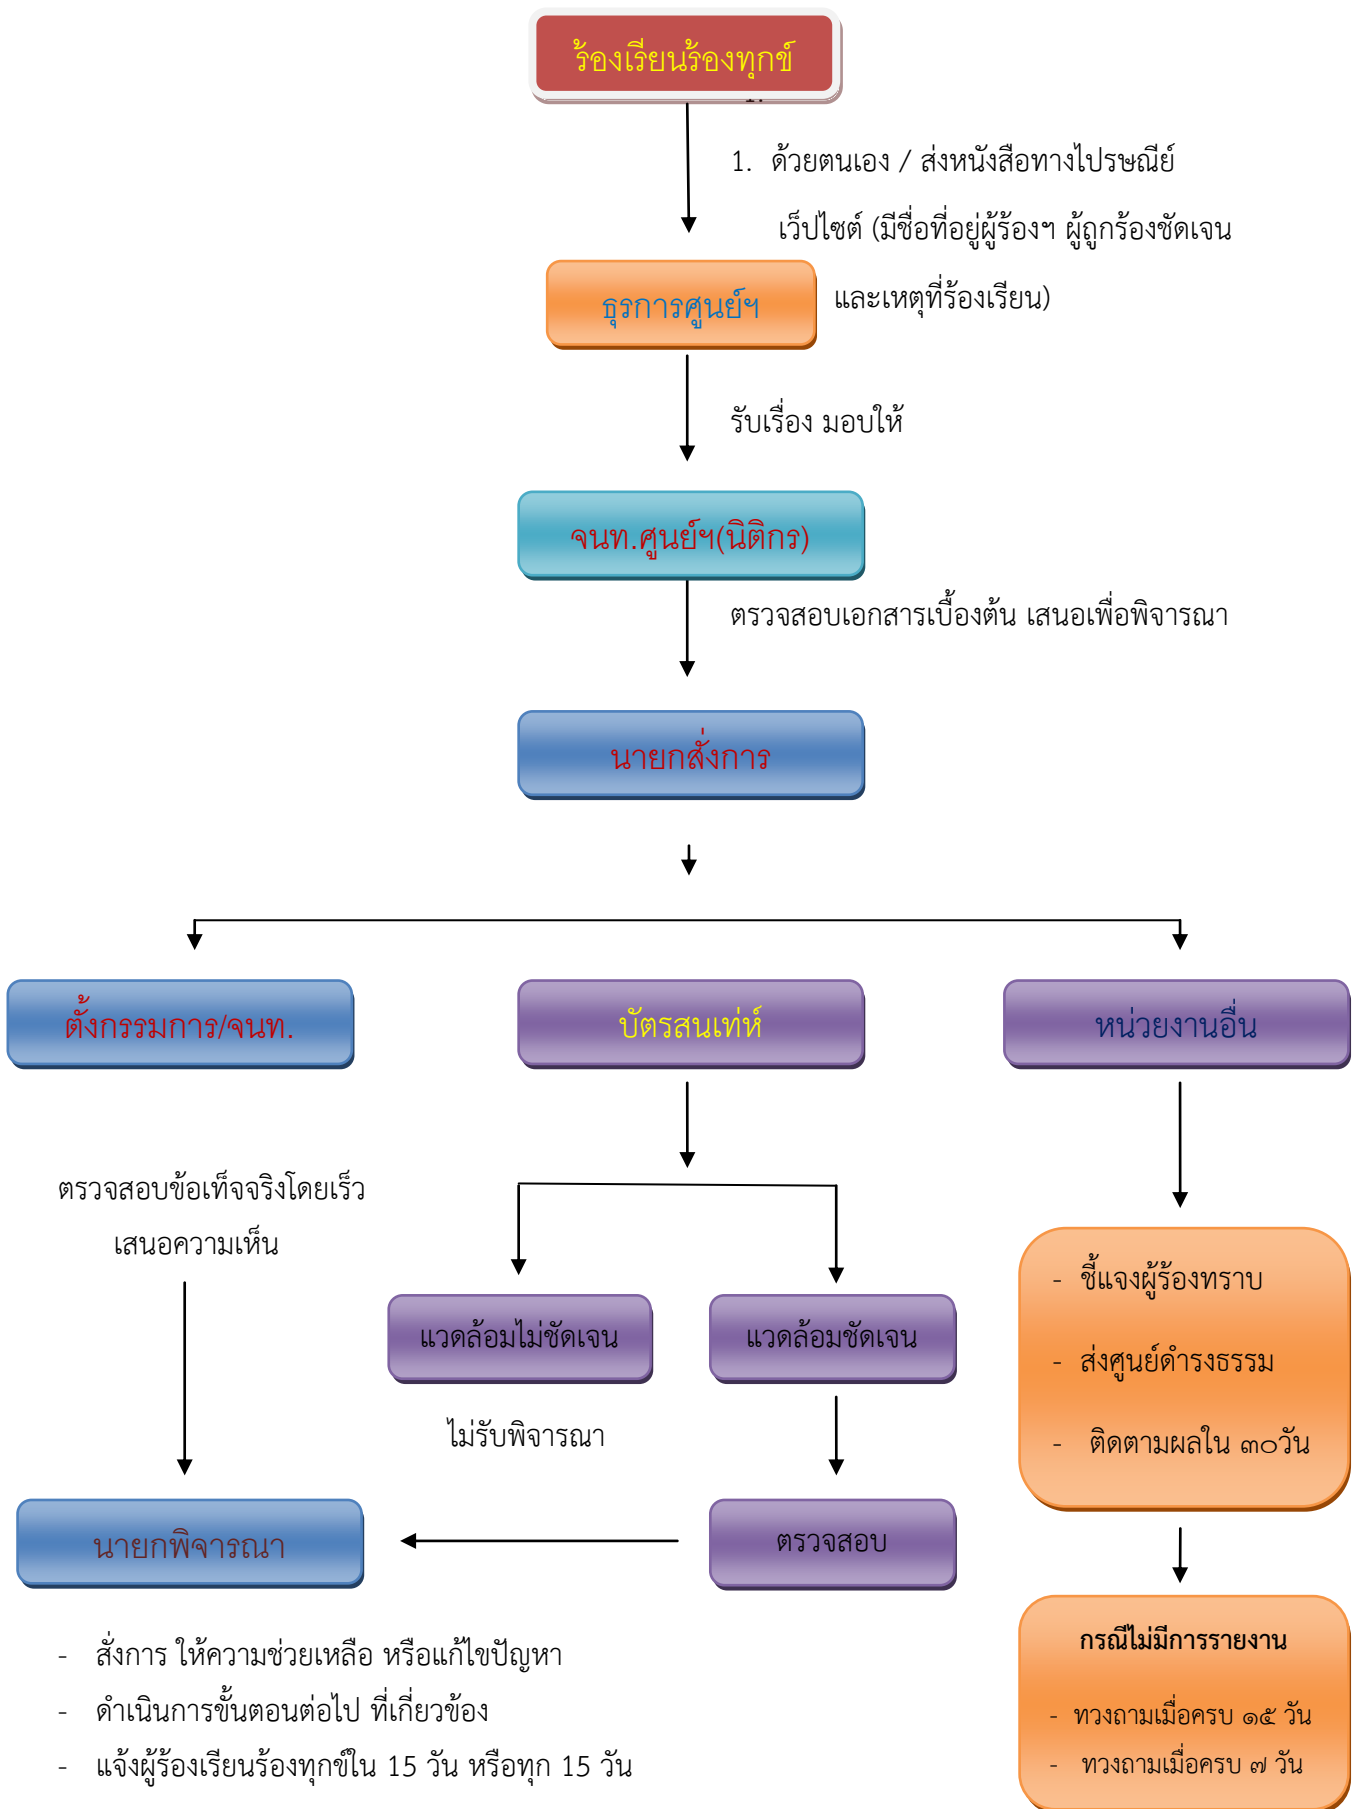 ร้องเรียนร้องทุกข์
1. ด้วยตนเอง / ส่งหนังสือทางไปรษณีย์
เว็ปไซต์ (มีชื่อที่อยู่ผู้ร้องฯ ผู้ถูกร้องชัดเจน
และเหตุที่ร้องเรียน)
ธุรการศูนย์ฯ
รับเรื่อง มอบให้
จนท.ศูนย์ฯ(นิติกร)
ตรวจสอบเอกสารเบื้องต้น เสนอเพื่อพิจารณา
นายกสั่งการ
ตั้งกรรมการ/จนท.
บัตรสนเท่ห์
หน่วยงานอื่น
ตรวจสอบข้อเท็จจริงโดยเร็ว
เสนอความเห็น
แวดล้อมไม่ชัดเจน
แวดล้อมชัดเจน
- ชี้แจงผู้ร้องทราบ
- ส่งศูนย์ดำรงธรรม
- ติดตามผลใน ๓๐วัน
ไม่รับพิจารณา
นายกพิจารณา
ตรวจสอบ
กรณีไม่มีการรายงาน
- ทวงถามเมื่อครบ ๑๕ วัน
- ทวงถามเมื่อครบ ๗ วัน
- สั่งการ ให้ความช่วยเหลือ หรือแก้ไขปัญหา
- ดำเนินการขั้นตอนต่อไป ที่เกี่ยวข้อง
- แจ้งผู้ร้องเรียนร้องทุกข์ใน 15 วัน หรือทุก 15 วัน